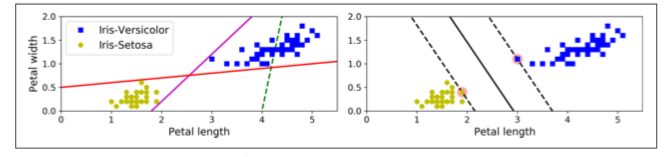 2.0
1.5
1.0
0.5
0.0
Petal width
Iris-Versicolor
Iris-Setosa
0 1 2 3 4 5
Petal length
2.0
1.5
1.0
0.5
0.0
0 1 2 3 4 5
Petal length